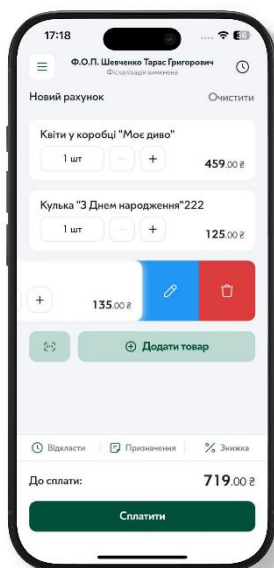 17:18
Ф.О.П. Шевченко Тарас Григорович
Фіскалізація вимкнена
Новий рахунок Очистити
Квіти у коробці "Моє диво"
1 шт − + 459.00 ₴
Кулька "З Днем народження"222
1 шт − + 125.00 ₴
+ 135.00 ₴
Додати товар
Відкласти Призначення Знижка
До сплати: 719.00 ₴
Сплатити